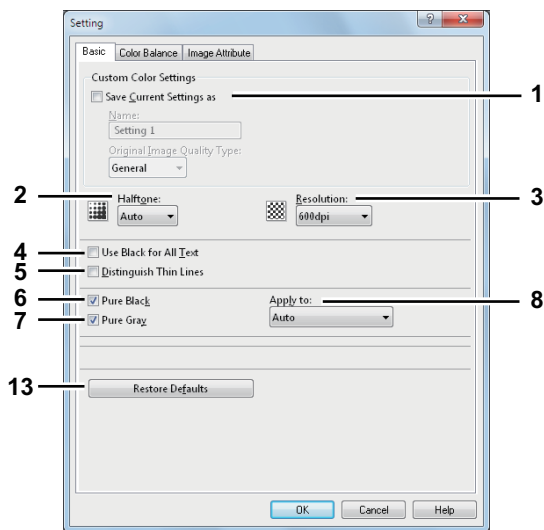 Setting
Basic Color Balance Image Attribute
Custom Color Settings
Save Current Settings as 1
Name:
Setting 1
Original Image Quality Type:
General
2 Halftone: Resolution: 3
Auto 600dpi
4 Use Black for All Text
5 Distinguish Thin Lines
6 Pure Black Apply to: 8
7 Pure Gray Auto
13 Restore Defaults
OK Cancel Help